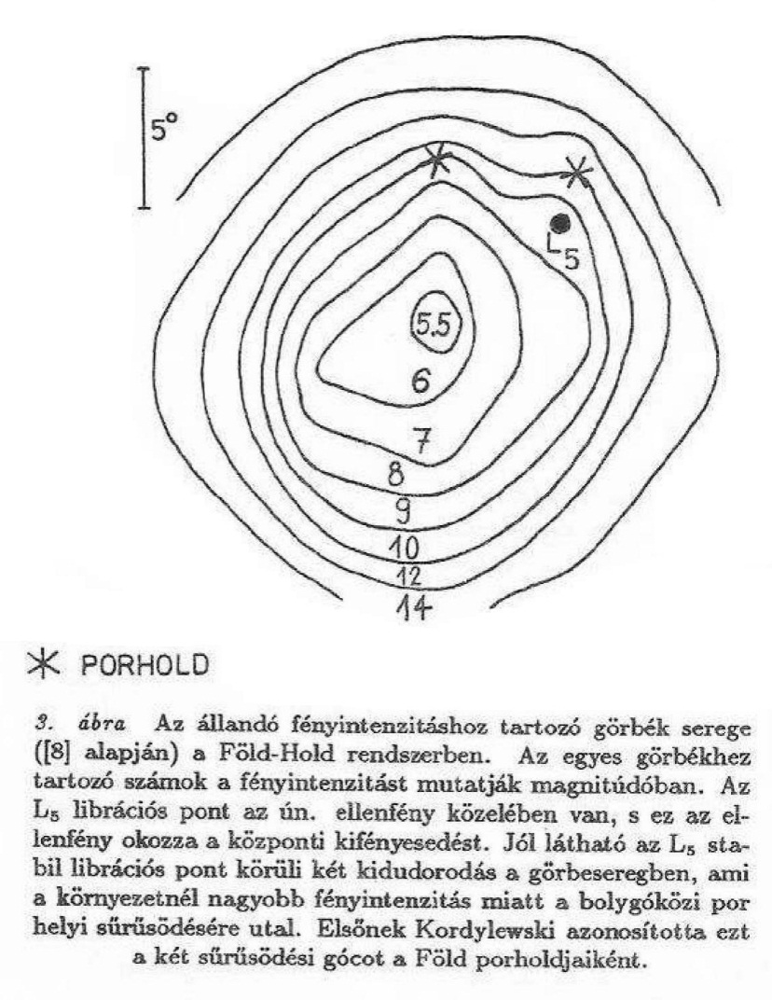 5°
L5
5.5
6
7
8
9
10
12
14
PORHOLD
3. ábra Az állandó fényintenzitáshoz tartozó görbék serege
([8] alapján) a Föld-Hold rendszerben. Az egyes görbékhez
tartozó számok a fényintenzitást mutatják magnitúdóban. Az
L₅ librációs pont az ún. ellenfény közelében van, s ez az el-
lenfény okozza a központi kifényesedést. Jól látható az L₅ sta-
bil librációs pont körüli két kidudorodás a görbeseregben, ami
a környezetnél nagyobb fényintenzitás miatt a bolygóközi por
helyi sűrűsödésére utal. Elsőnek Kordylewski azonosította ezt
a két sűrűsödési gócot a Föld porholdjaiként.